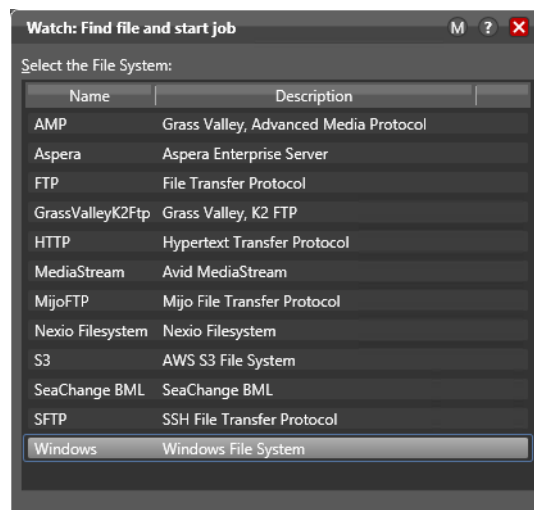 Watch: Find file and start job M ?
Select the File System:
Name Description
AMP Grass Valley, Advanced Media Protocol
Aspera Aspera Enterprise Server
FTP File Transfer Protocol
GrassValleyK2Ftp Grass Valley, K2 FTP
HTTP Hypertext Transfer Protocol
MediaStream Avid MediaStream
MijoFTP Mijo File Transfer Protocol
Nexio Filesystem Nexio Filesystem
S3 AWS S3 File System
SeaChange BML SeaChange BML
SFTP SSH File Transfer Protocol
Windows Windows File System